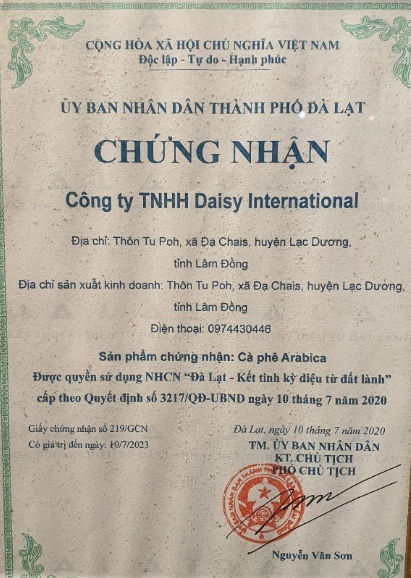 CỘNG HÒA XÃ HỘI CHỦ NGHĨA VIỆT NAM
Độc lập - Tự do - Hạnh phúc
ỦY BAN NHÂN DÂN THÀNH PHỐ ĐÀ LẠT
CHỨNG NHẬN
Công ty TNHH Daisy International
Địa chỉ: Thôn Tu Poh, xã Đạ Chais, huyện Lạc Dương,
tỉnh Lâm Đồng
Địa chỉ sản xuất kinh doanh: Thôn Tu Poh, xã Đạ Chais, huyện Lạc Dương,
tỉnh Lâm Đồng
Điện thoại: 0974430446
Sản phẩm chứng nhận: Cà phê Arabica
Được quyền sử dụng NHCN “Đà Lạt - Kết tinh kỳ diệu từ đất lành”
cấp theo Quyết định số 3217/QĐ-UBND ngày 10 tháng 7 năm 2020
Giấy chứng nhận số 219/GCN
Có giá trị đến ngày: 10/7/2023
Đà Lạt, ngày 10 tháng 7 năm 2020
TM. ỦY BAN NHÂN DÂN
KT. CHỦ TỊCH
PHÓ CHỦ TỊCH
Nguyễn Văn Sơn